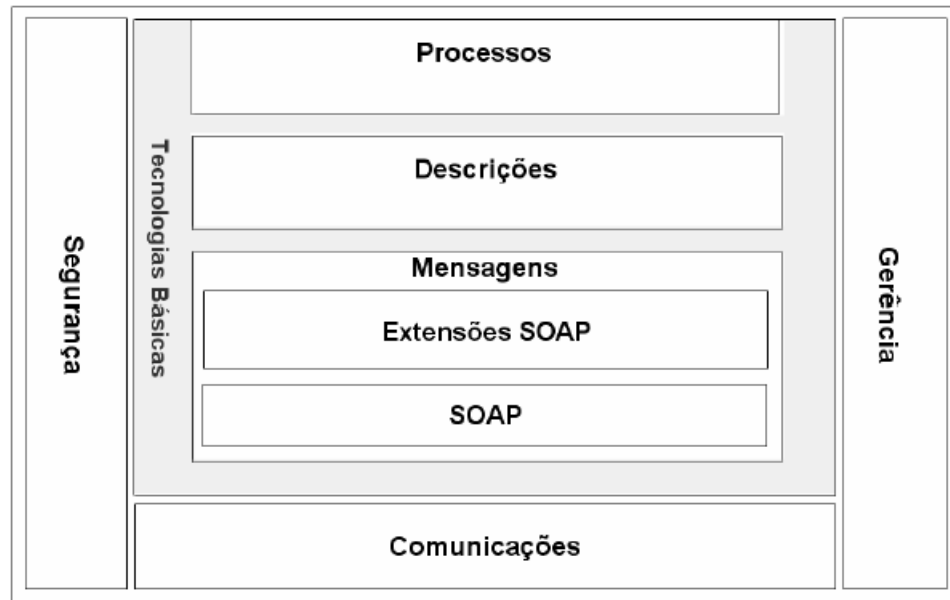 Segurança
Tecnologias Básicas
Processos
Descrições
Mensagens
Extensões SOAP
SOAP
Comunicações
Gerência